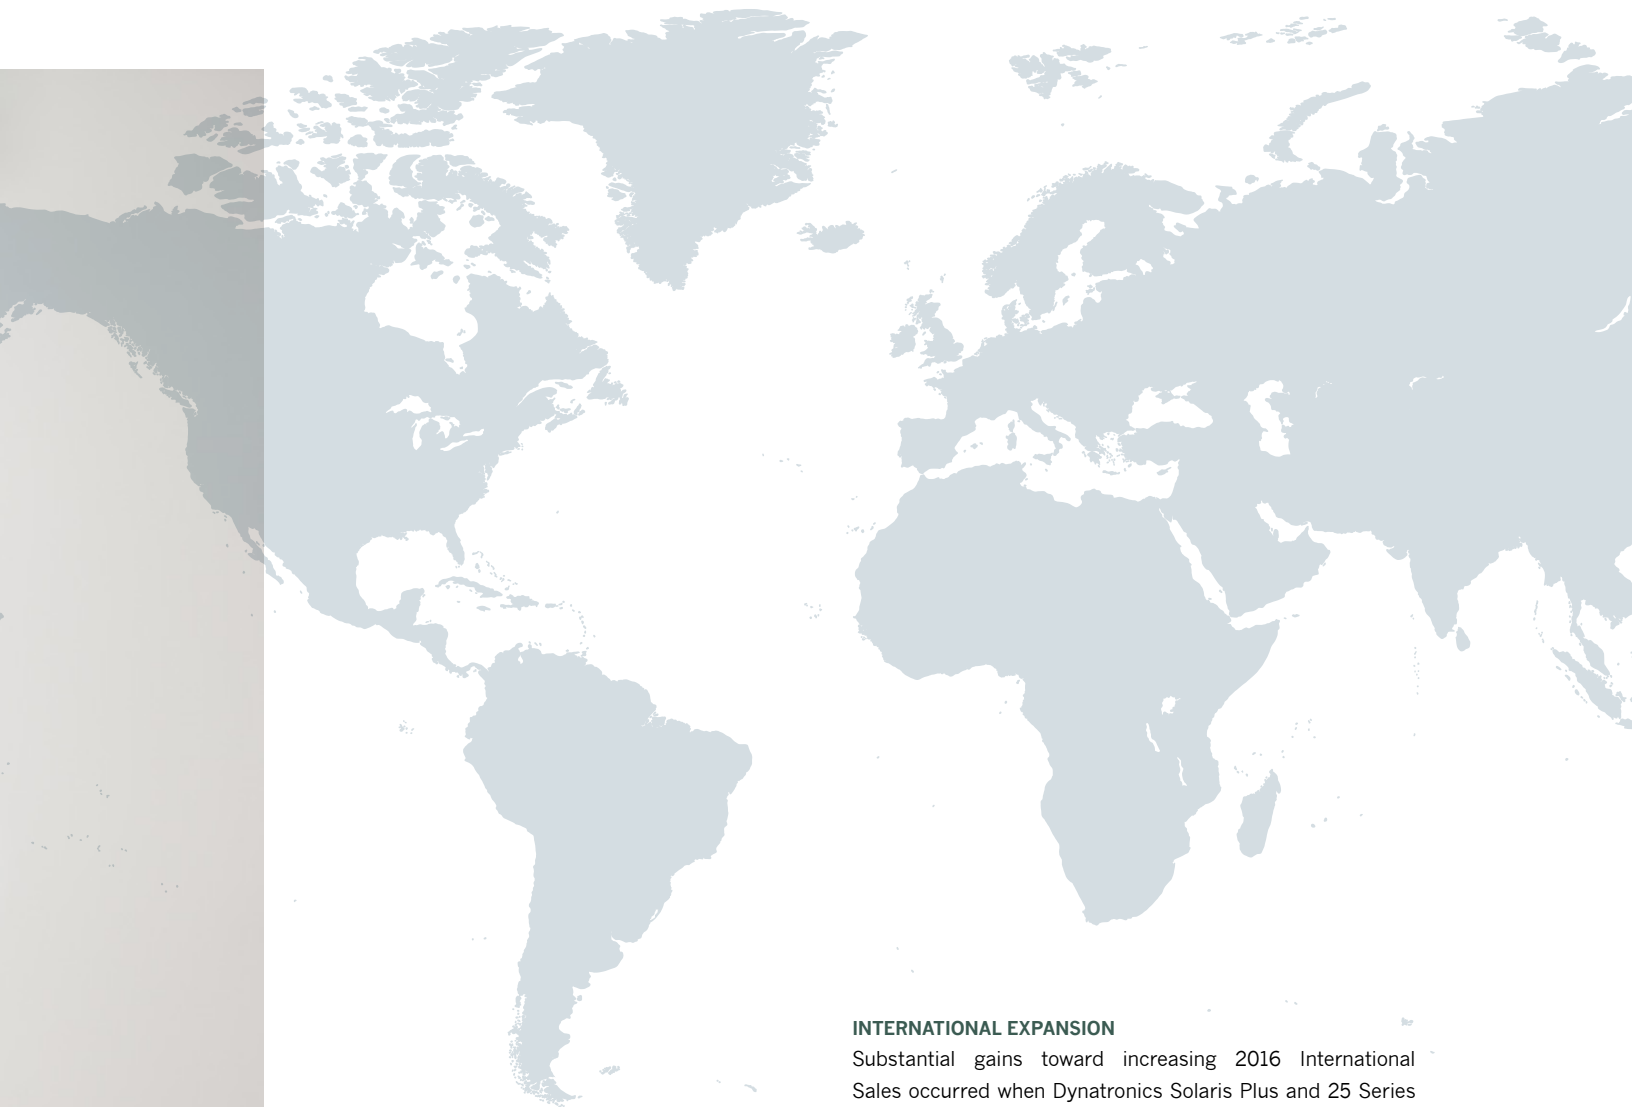 INTERNATIONAL EXPANSION
Substantial gains toward increasing 2016 International
Sales occurred when Dynatronics Solaris Plus and 25 Series